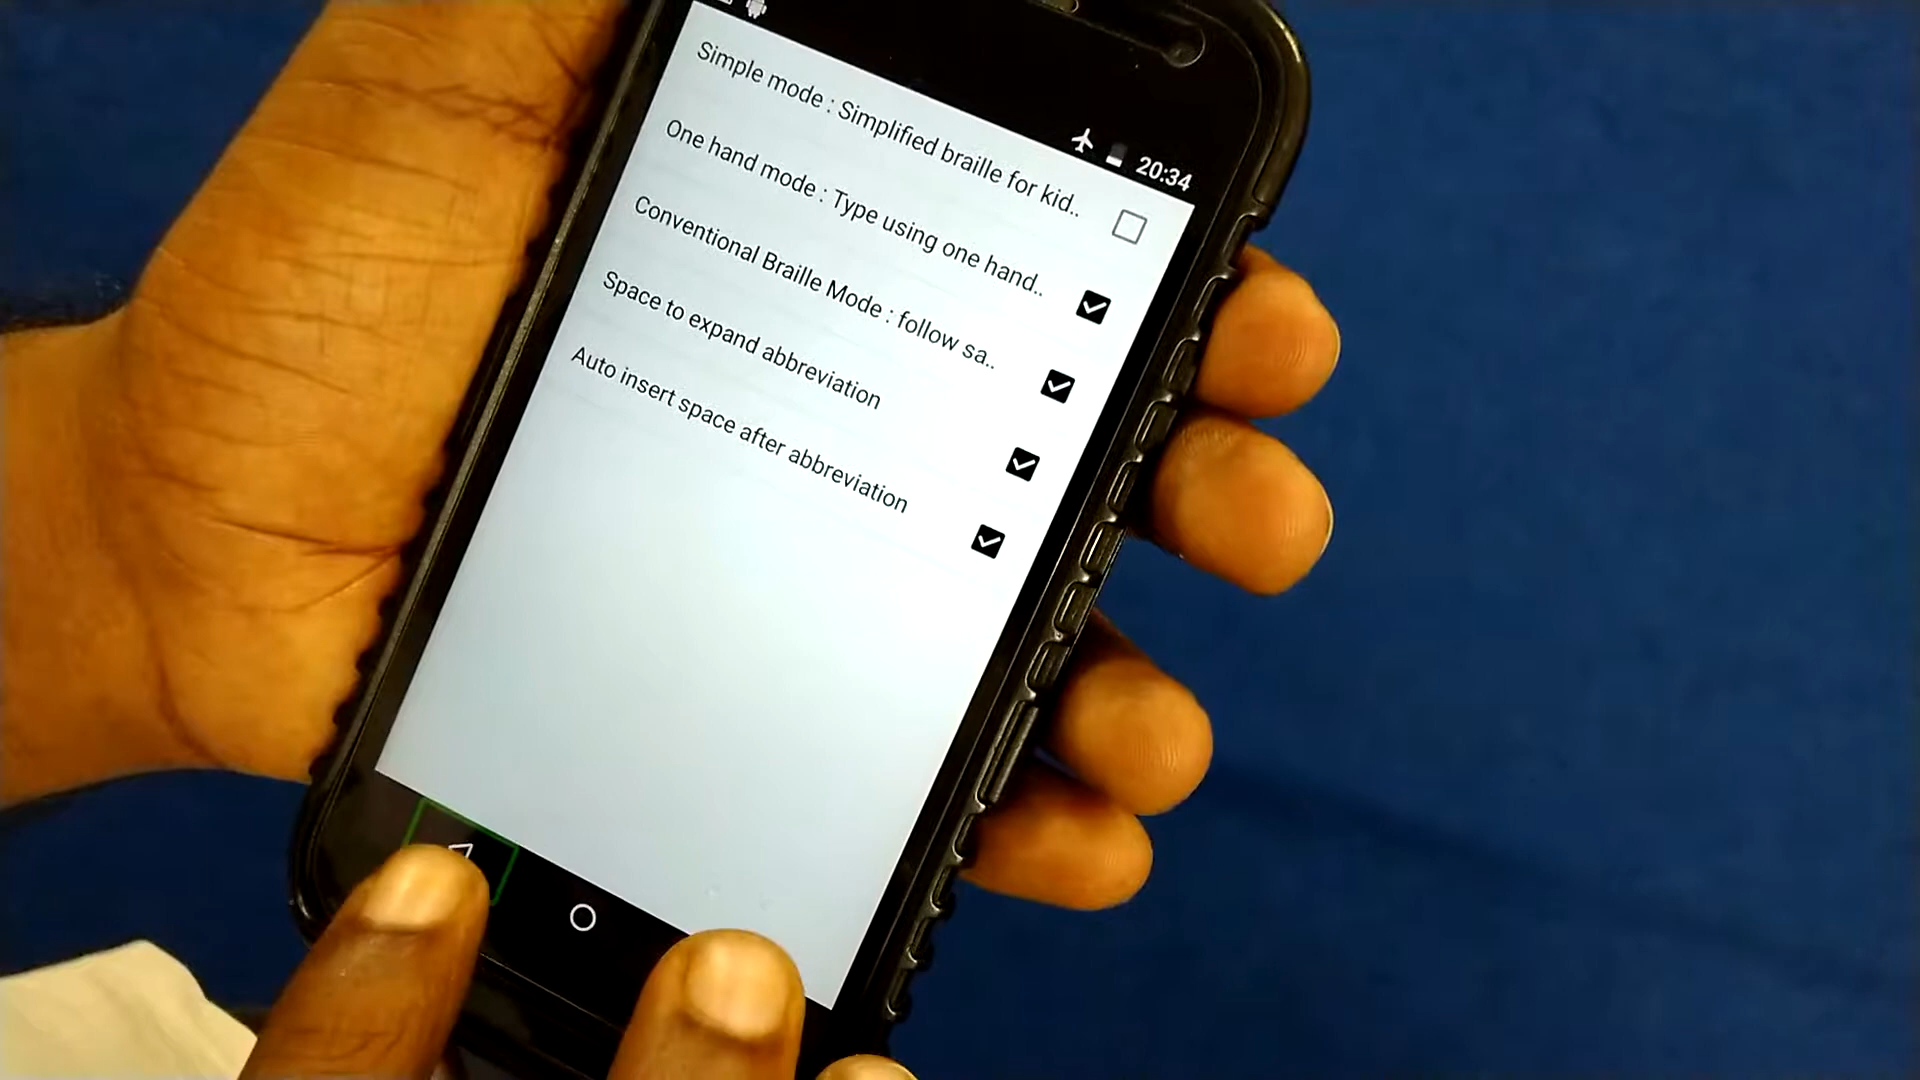 20:34
Simple mode : Simplified braille for kid..
One hand mode : Type using one hand..
Conventional Braille Mode : follow sa..
Space to expand abbreviation
Auto insert space after abbreviation